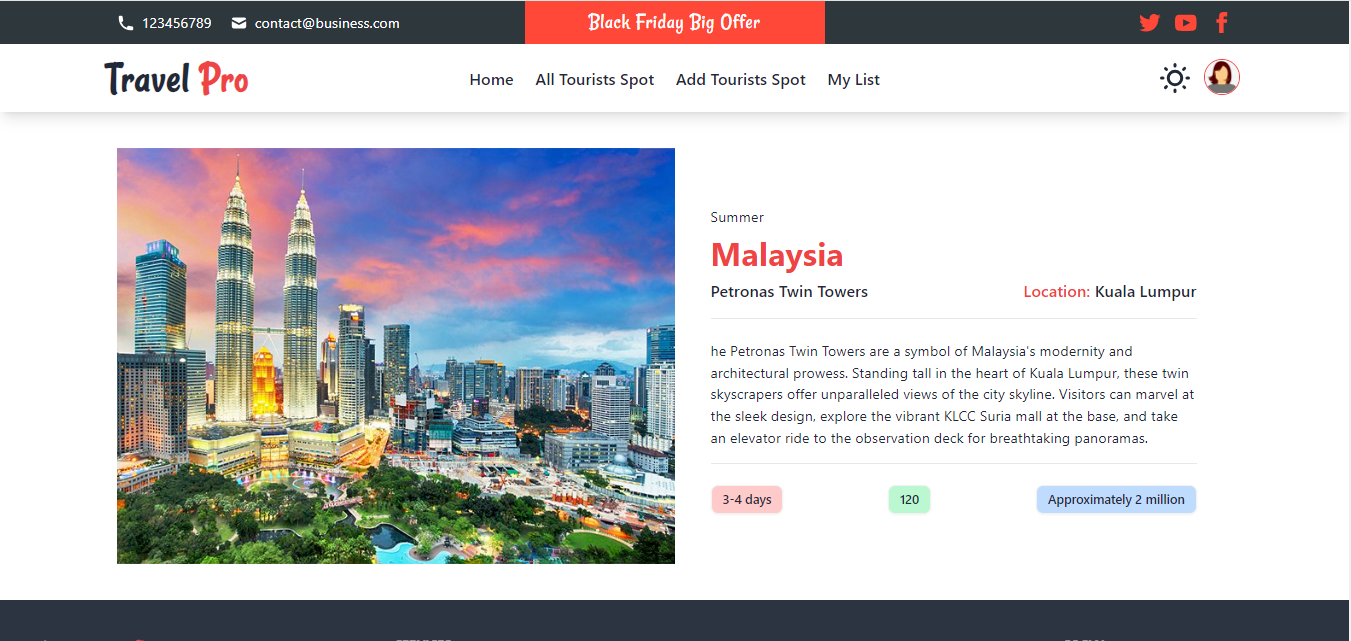 123456789 contact@business.com Black Friday Big Offer
Travel Pro Home All Tourists Spot Add Tourists Spot My List
Summer
Malaysia
Petronas Twin Towers Location: Kuala Lumpur
he Petronas Twin Towers are a symbol of Malaysia's modernity and
architectural prowess. Standing tall in the heart of Kuala Lumpur, these twin
skyscrapers offer unparalleled views of the city skyline. Visitors can marvel at
the sleek design, explore the vibrant KLCC Suria mall at the base, and take
an elevator ride to the observation deck for breathtaking panoramas.
3-4 days 120 Approximately 2 million